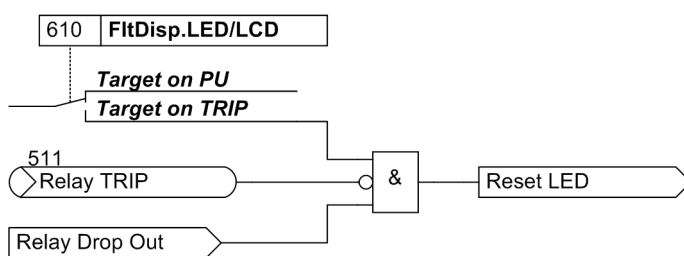 610 FltDisp.LED/LCD
Target on PU
Target on TRIP
511
Relay TRIP
&
Reset LED
Relay Drop Out